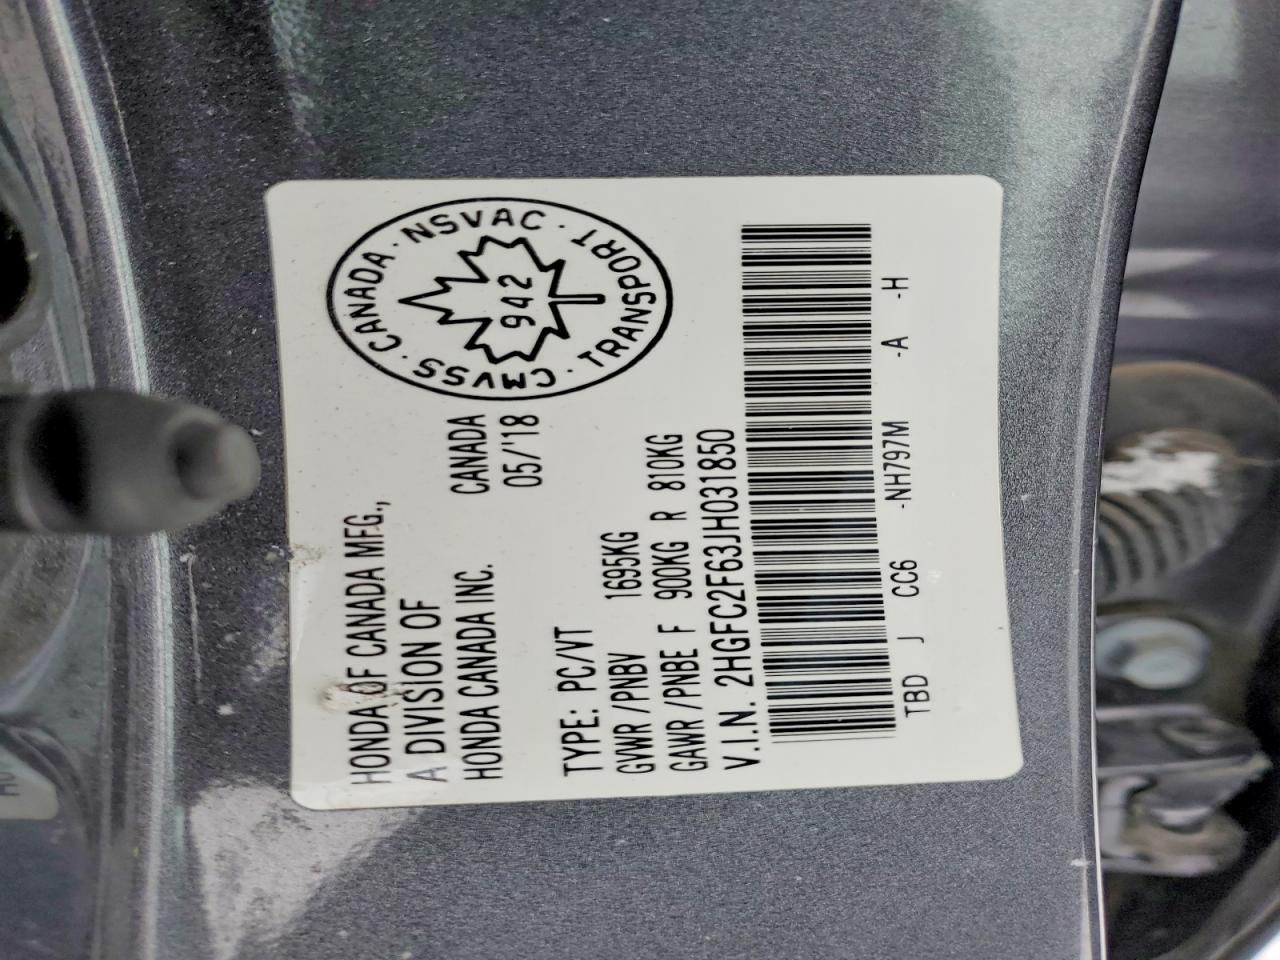 HONDA OF CANADA MFG.,
A DIVISION OF
HONDA CANADA INC. CANADA
05/'18
TYPE: PC/VT
GVWR/PNBV 1695KG
GAWR/PNBE F 900KG R 810KG
V.I.N. 2HGFC2F63JH031850
TBD J CC6 -NH797M -A -H
CMVSS · CANADA · NSVAC · TRANSPORT ·
942